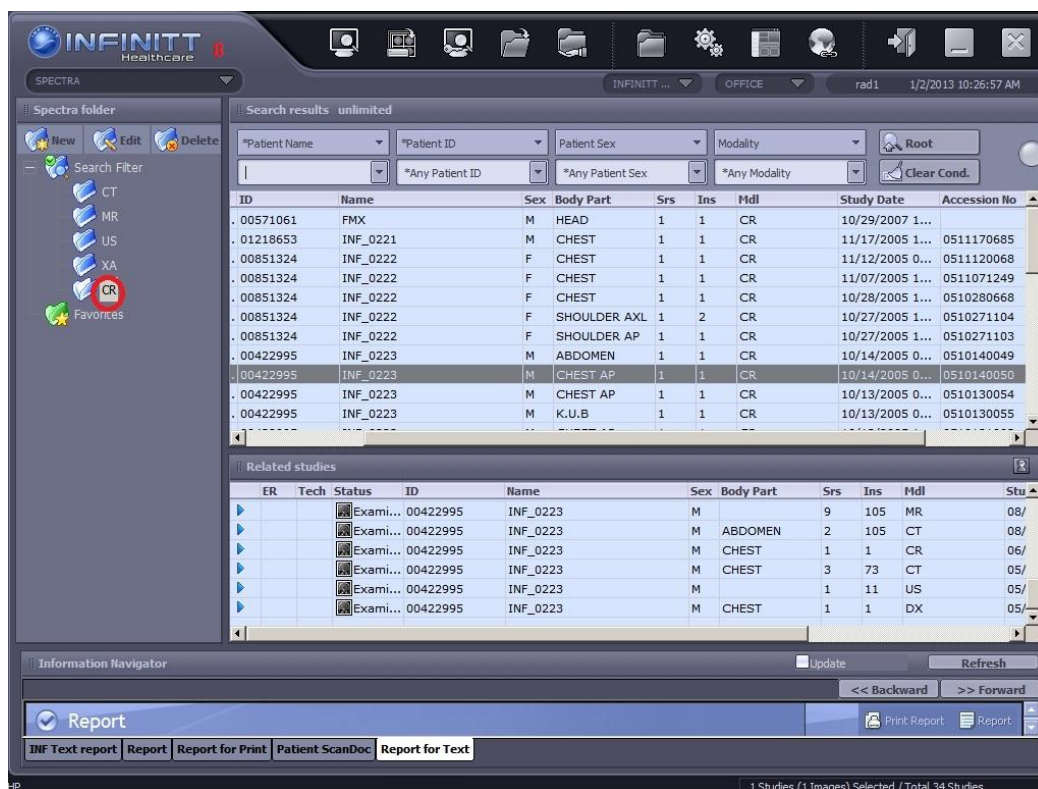 INFINITT 8
Healthcare
SPECTRA
INFINITT ... OFFICE rad1 1/2/2013 10:26:57 AM
Spectra folder
Search results unlimited
New Edit Delete
*Patient Name *Patient ID Patient Sex Modality Root
*Any Patient ID *Any Patient Sex *Any Modality Clear Cond.
Search Filter
CT
MR
US
XA
CR
Favorites
ID Name Sex Body Part Srs Ins Mdl Study Date Accession No
. 00571061 FMX M HEAD 1 1 CR 10/29/2007 1...
. 01218653 INF_0221 M CHEST 1 1 CR 11/17/2005 1... 0511170685
. 00851324 INF_0222 F CHEST 1 1 CR 11/12/2005 0... 0511120068
. 00851324 INF_0222 F CHEST 1 1 CR 11/07/2005 1... 0511071249
. 00851324 INF_0222 F CHEST 1 1 CR 10/28/2005 1... 0510280668
. 00851324 INF_0222 F SHOULDER AXL 1 2 CR 10/27/2005 1... 0510271104
. 00851324 INF_0222 F SHOULDER AP 1 1 CR 10/27/2005 1... 0510271103
. 00422995 INF_0223 M ABDOMEN 1 1 CR 10/14/2005 0... 0510140049
. 00422995 INF_0223 M CHEST AP 1 1 CR 10/14/2005 0... 0510140050
. 00422995 INF_0223 M CHEST AP 1 1 CR 10/13/2005 0... 0510130054
. 00422995 INF_0223 M K.U.B 1 1 CR 10/13/2005 0... 0510130055
Related studies
ER Tech Status ID Name Sex Body Part Srs Ins Mdl Stu
Exami... 00422995 INF_0223 M 9 105 MR 08/
Exami... 00422995 INF_0223 M ABDOMEN 2 105 CT 08/
Exami... 00422995 INF_0223 M CHEST 1 1 CR 06/
Exami... 00422995 INF_0223 M CHEST 3 73 CT 05/
Exami... 00422995 INF_0223 M 1 11 US 05/
Exami... 00422995 INF_0223 M CHEST 1 1 DX 05/
Information Navigator Update Refresh
<< Backward >> Forward
Report Print Report Report
INF Text report Report Report for Print Patient ScanDoc Report for Text
HP 1 Studies (1 Images) Selected / Total 34 Studies